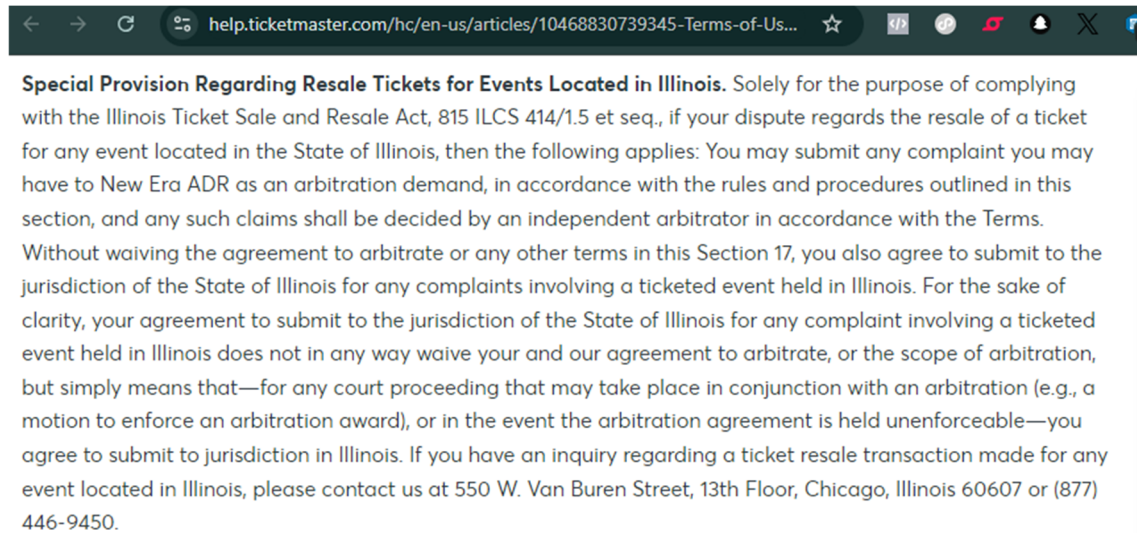 help.ticketmaster.com/hc/en-us/articles/10468830739345-Terms-of-Us...
Special Provision Regarding Resale Tickets for Events Located in Illinois. Solely for the purpose of complying
with the Illinois Ticket Sale and Resale Act, 815 ILCS 414/1.5 et seq., if your dispute regards the resale of a ticket
for any event located in the State of Illinois, then the following applies: You may submit any complaint you may
have to New Era ADR as an arbitration demand, in accordance with the rules and procedures outlined in this
section, and any such claims shall be decided by an independent arbitrator in accordance with the Terms.
Without waiving the agreement to arbitrate or any other terms in this Section 17, you also agree to submit to the
jurisdiction of the State of Illinois for any complaints involving a ticketed event held in Illinois. For the sake of
clarity, your agreement to submit to the jurisdiction of the State of Illinois for any complaint involving a ticketed
event held in Illinois does not in any way waive your and our agreement to arbitrate, or the scope of arbitration,
but simply means that—for any court proceeding that may take place in conjunction with an arbitration (e.g., a
motion to enforce an arbitration award), or in the event the arbitration agreement is held unenforceable—you
agree to submit to jurisdiction in Illinois. If you have an inquiry regarding a ticket resale transaction made for any
event located in Illinois, please contact us at 550 W. Van Buren Street, 13th Floor, Chicago, Illinois 60607 or (877)
446-9450.